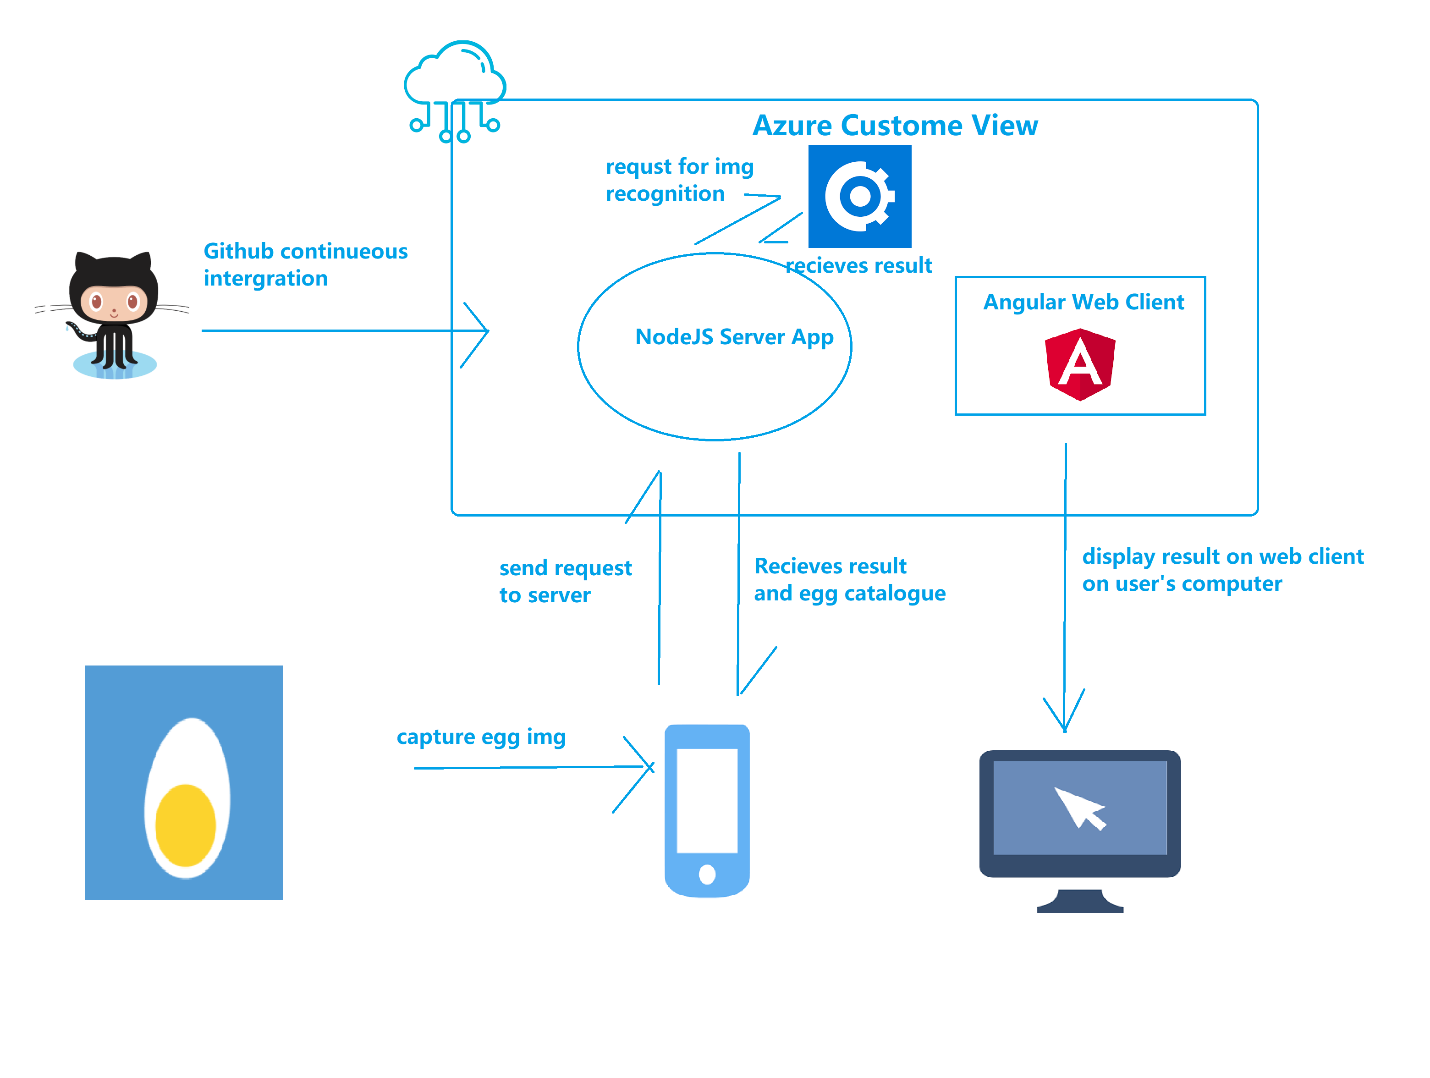 Azure Custome View
requst for img
recognition
Github continueous
intergration
recieves result
Angular Web Client
NodeJS Server App
send request
to server
Recieves result
and egg catalogue
display result on web client
on user's computer
capture egg img